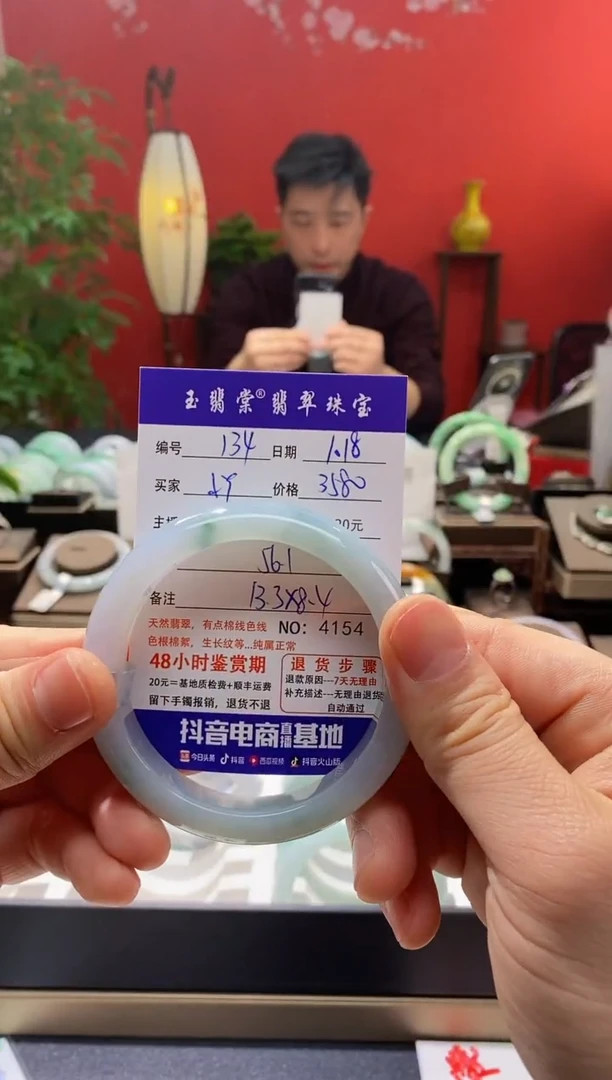 玉翡棠®翡翠珠宝
编号 134 日期 1.18
买家 价格 3580
主 20元
56.1
备注 13.3X8.4
天然翡翠，有点棉线色线 NO：4154
色根棉絮，生长纹等...纯属正常
48小时鉴赏期
20元=基地质检费+顺丰运费
留下手镯报销，退货不退
退货步骤
退款原因---7天无理由
补充描述---无理由退货
自动通过
抖音电商直播基地
今日头条 抖音 西瓜视频 抖音火山版